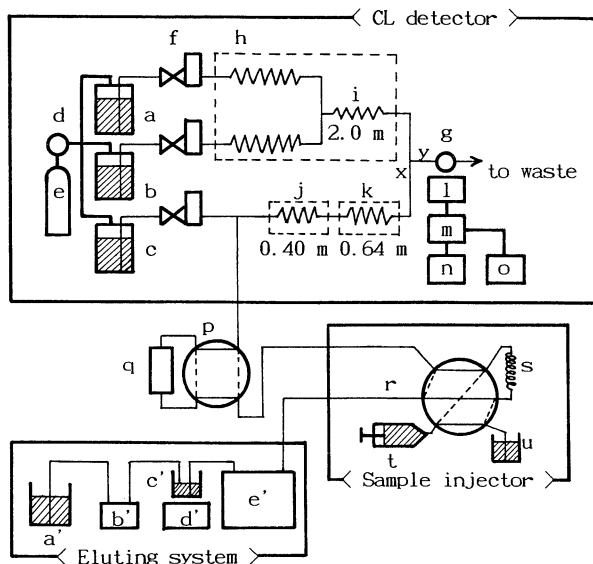 CL detector
f
h
d
a
i
2.0 m
e
b
g
y
x
to waste
j
k
l
c
0.40 m
0.64 m
m
n
o
p
q
r
s
t
u
Sample injector
c'
a'
b'
d'
e'
Eluting system